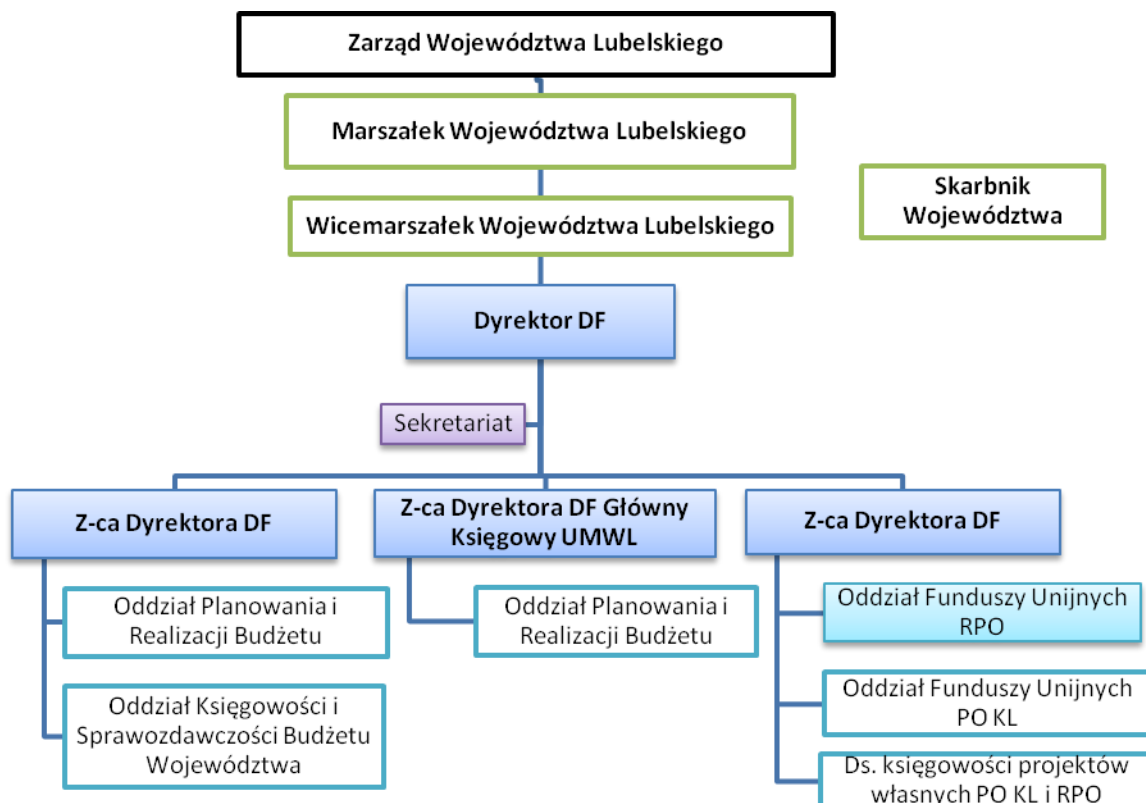 Zarząd Województwa Lubelskiego
Marszałek Województwa Lubelskiego
Wicemarszałek Województwa Lubelskiego
Skarbnik
Województwa
Dyrektor DF
Sekretariat
Z-ca Dyrektora DF
Z-ca Dyrektora DF Główny
Księgowy UMWL
Z-ca Dyrektora DF
Oddział Planowania i
Realizacji Budżetu
Oddział Księgowości i
Sprawozdawczości Budżetu
Województwa
Oddział Planowania i
Realizacji Budżetu
Oddział Funduszy Unijnych
RPO
Oddział Funduszy Unijnych
PO KL
Ds. księgowości projektów
własnych PO KL i RPO